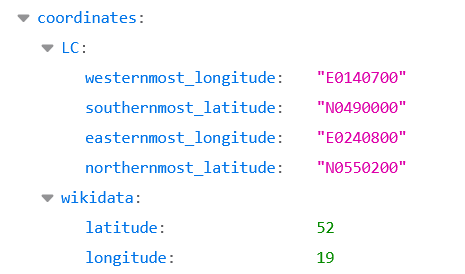 coordinates:
LC:
westernmost_longitude: "E0140700"
southernmost_latitude: "N0490000"
easternmost_longitude: "E0240800"
northernmost_latitude: "N0550200"
wikidata:
latitude: 52
longitude: 19